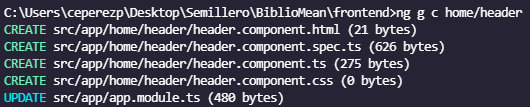 C:\Users\ceperezp\Desktop\Semillero\BiblioMean\frontend>ng g c home/header
CREATE src/app/home/header/header.component.html (21 bytes)
CREATE src/app/home/header/header.component.spec.ts (626 bytes)
CREATE src/app/home/header/header.component.ts (275 bytes)
CREATE src/app/home/header/header.component.css (0 bytes)
UPDATE src/app/app.module.ts (480 bytes)